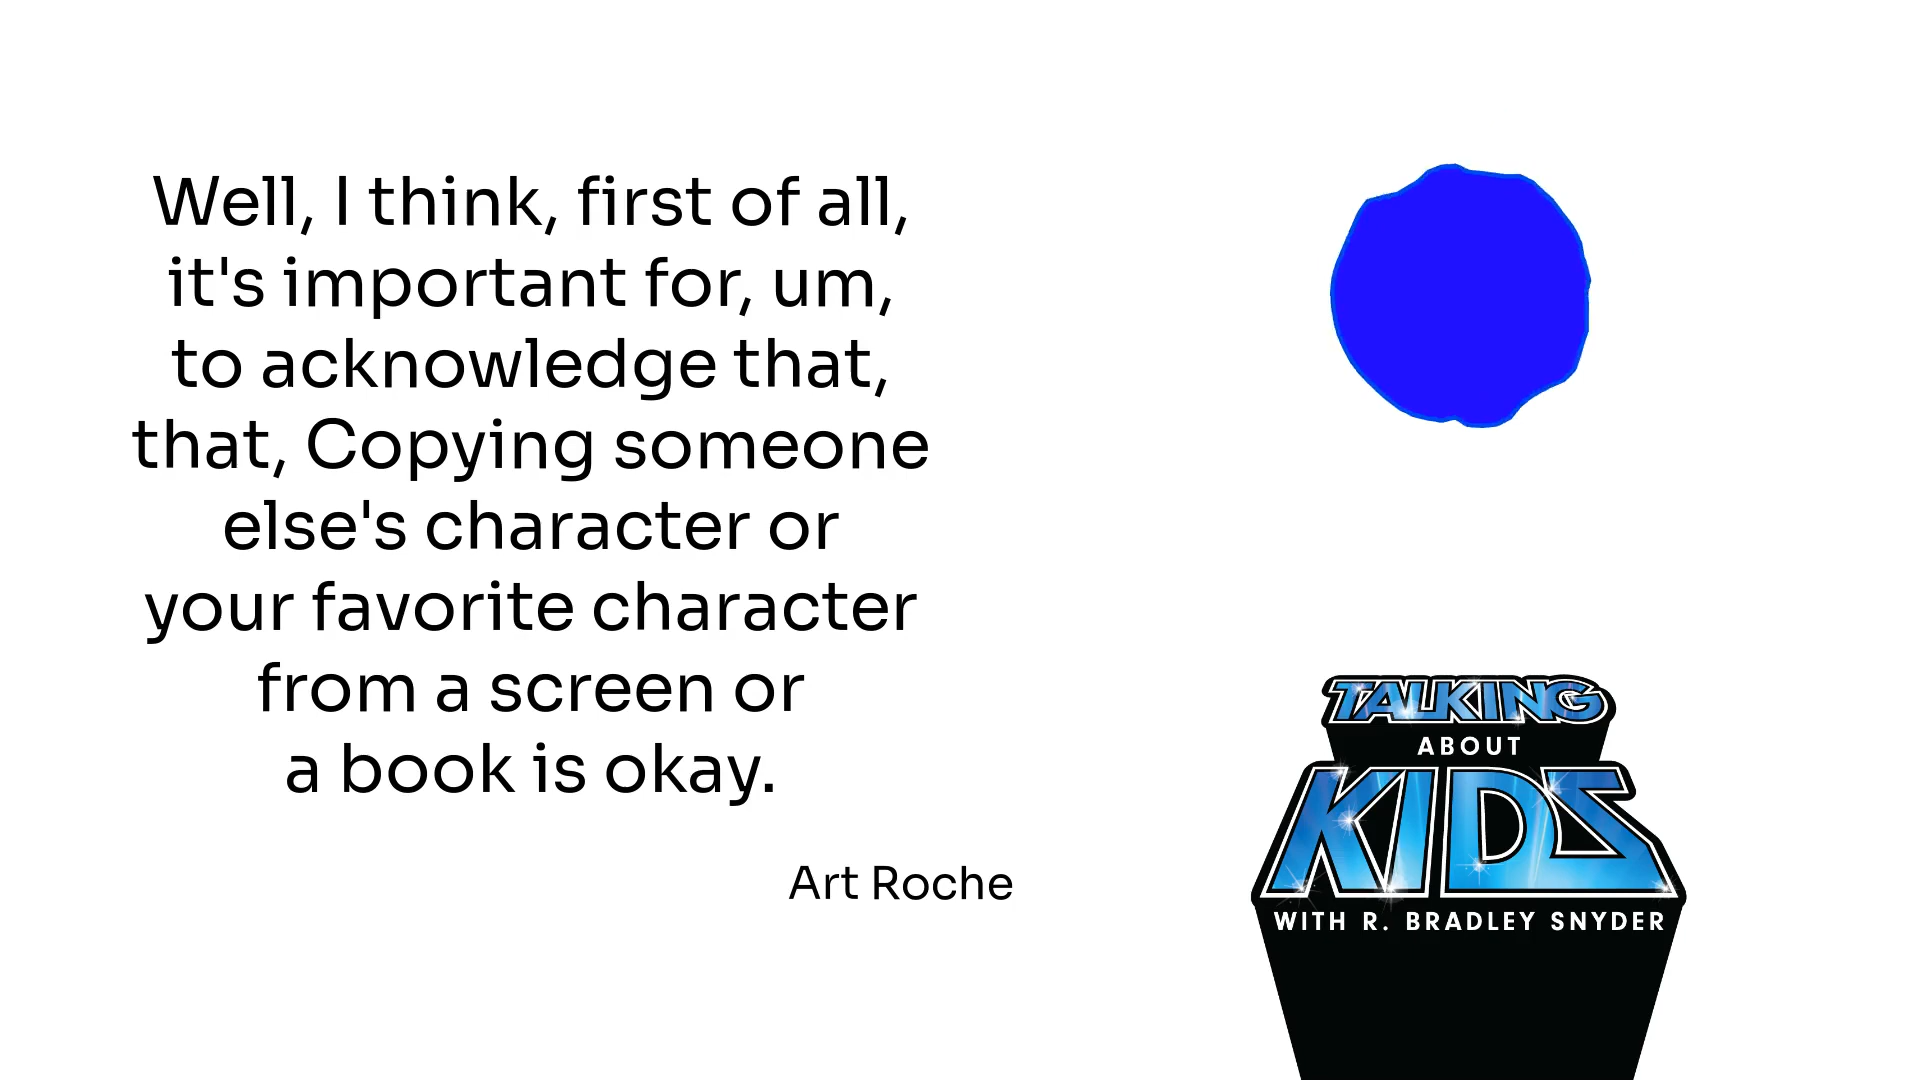 Well, I think, first of all,
it's important for, um,
to acknowledge that,
that, Copying someone
else's character or
your favorite character
from a screen or
a book is okay.
Art Roche
TALKING
ABOUT
KIDS
WITH R. BRADLEY SNYDER